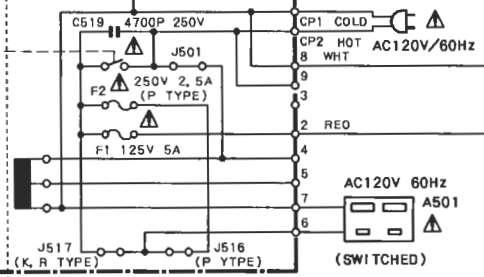 C519 4700P 250V
CP1 COLD
CP2 HOT AC120V/60Hz
J501
8 WHT
250V 2,5A
9
F2 (P TYPE)
3
2 REO
F1 125V 5A
4
5
AC120V 60Hz
7
A501
6
J517 J516
(K, R TYPE) (P YTPE)
(SWITCHED)